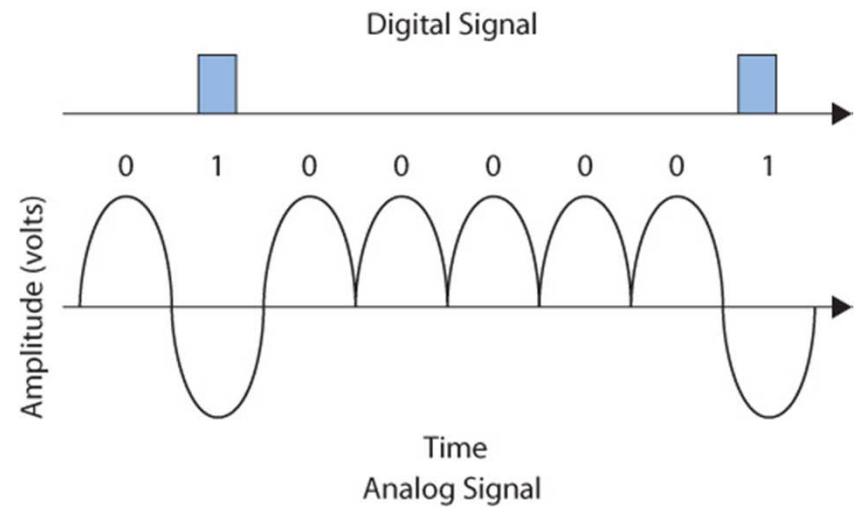 Digital Signal
0 1 0 0 0 0 0 1
Amplitude (volts)
Time
Analog Signal